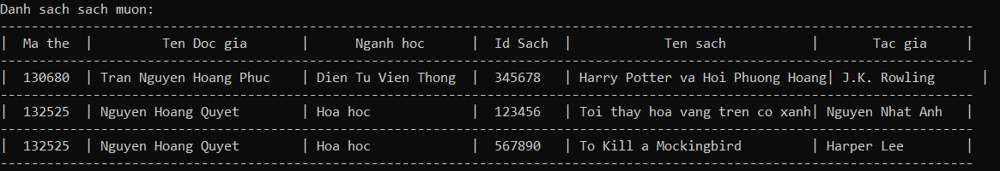 Danh sach sach muon:
-----------------------------------------------------------------------------------------------------------------------------
|  Ma the  |         Ten Doc gia       |      Nganh hoc      |  Id Sach  |            Ten sach           |       Tac gia     |
-----------------------------------------------------------------------------------------------------------------------------
|  130680  | Tran Nguyen Hoang Phuc    | Dien Tu Vien Thong  |  345678   | Harry Potter va Hoi Phuong Hoang| J.K. Rowling      |
-----------------------------------------------------------------------------------------------------------------------------
|  132525  | Nguyen Hoang Quyet        | Hoa hoc             |  123456   | Toi thay hoa vang tren co xanh| Nguyen Nhat Anh   |
-----------------------------------------------------------------------------------------------------------------------------
|  132525  | Nguyen Hoang Quyet        | Hoa hoc             |  567890   | To Kill a Mockingbird         | Harper Lee        |
-----------------------------------------------------------------------------------------------------------------------------